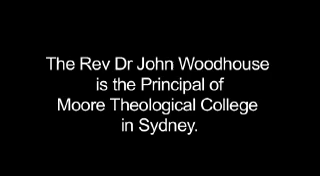 The Rev Dr John Woodhouse
is the Principal of
Moore Theological College
in Sydney.